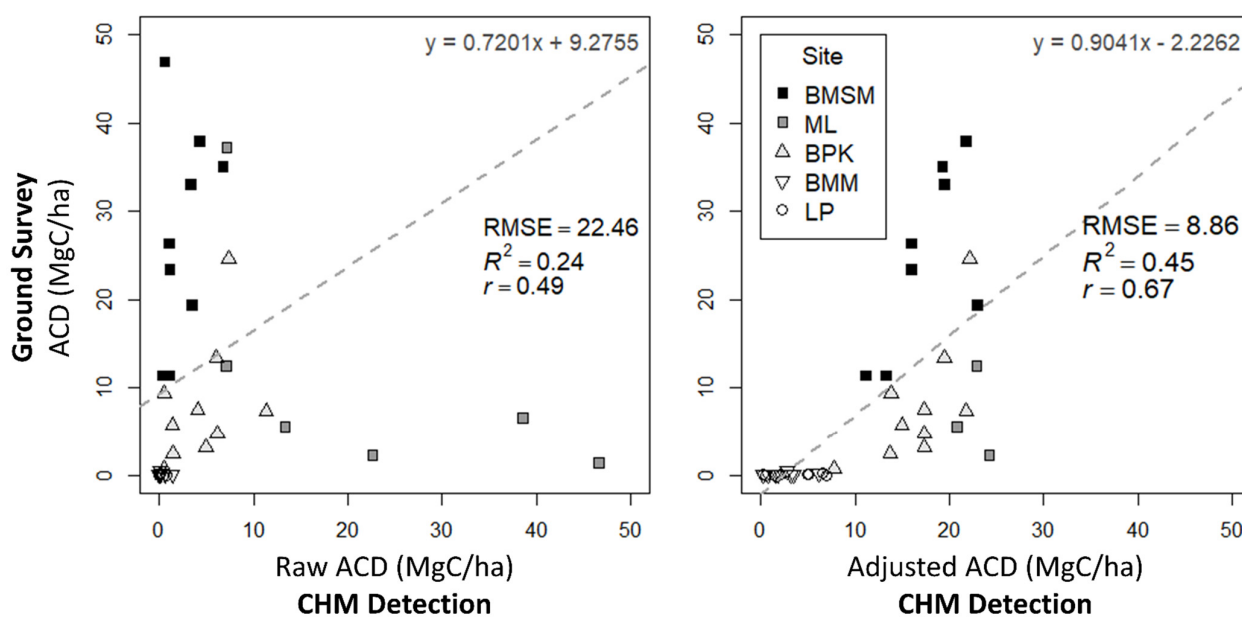 Ground Survey
ACD (MgC/ha)
50
40
30
20
10
0
y = 0.7201x + 9.2755
RMSE = 22.46
R² = 0.24
r = 0.49
0 10 20 30 40 50
Raw ACD (MgC/ha)
CHM Detection
50
40
30
20
10
0
y = 0.9041x - 2.2262
Site
BMSM
ML
BPK
BMM
LP
RMSE = 8.86
R² = 0.45
r = 0.67
0 10 20 30 40 50
Adjusted ACD (MgC/ha)
CHM Detection